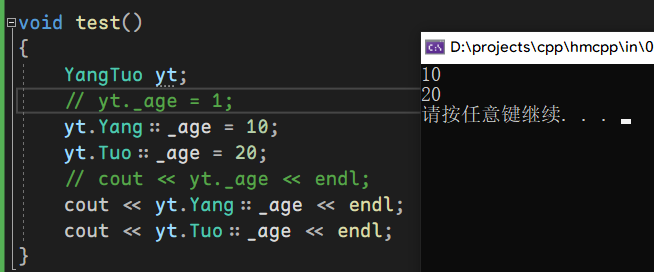 void test()
{
YangTuo yt;
// yt._age = 1;
yt.Yang::_age = 10;
yt.Tuo::_age = 20;
// cout << yt._age << endl;
cout << yt.Yang::_age << endl;
cout << yt.Tuo::_age << endl;
}
C:\ D:\projects\cpp\hmcpp\in\0
10
20
请按任意键继续. . .